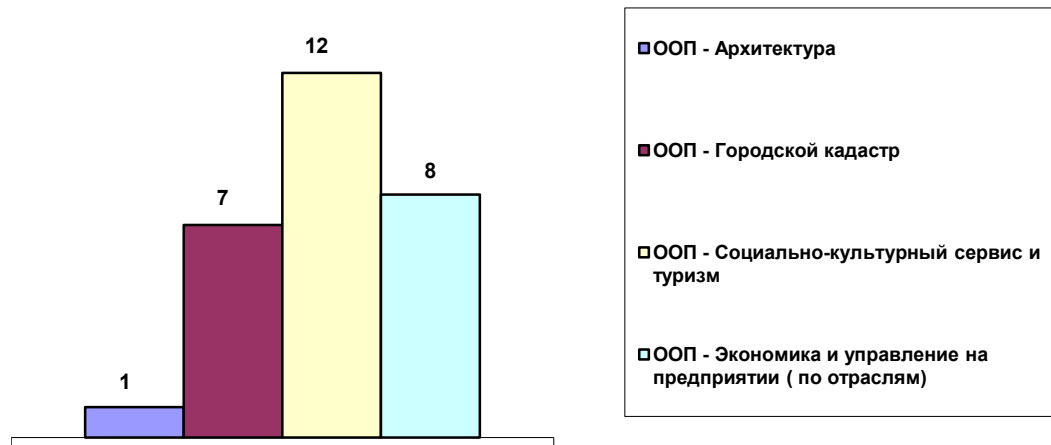 12
8
7
1
ООП - Архитектура
ООП - Городской кадастр
ООП - Социально-культурный сервис и
туризм
ООП - Экономика и управление на
предприятии ( по отраслям)